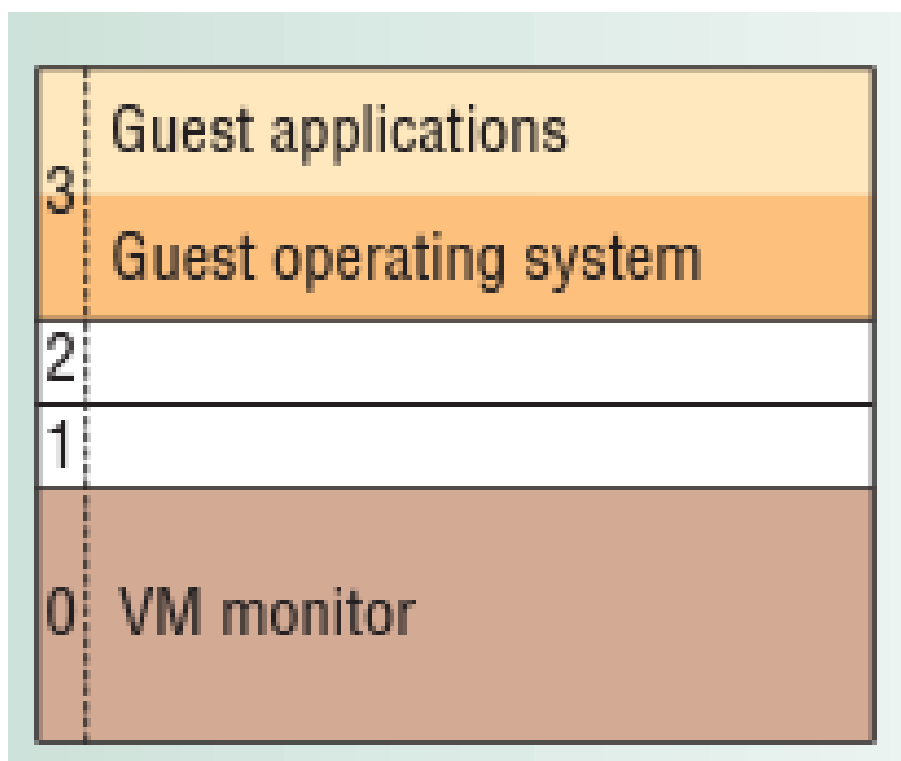 Guest applications
3
Guest operating system
2
1
0 VM monitor